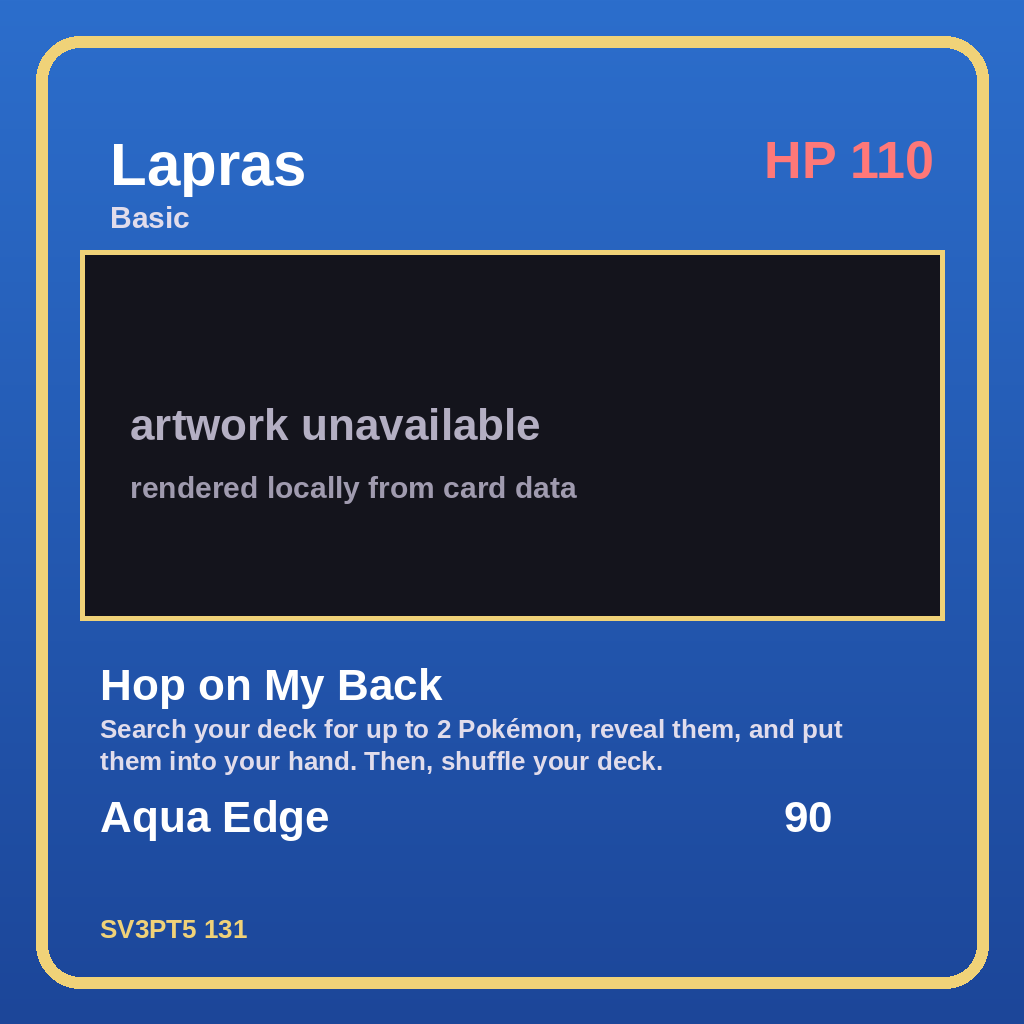 Lapras
HP 110
Basic
artwork unavailable
rendered locally from card data
Hop on My Back
Search your deck for up to 2 Pokémon, reveal them, and put
them into your hand. Then, shuffle your deck.
Aqua Edge 90
SV3PT5 131